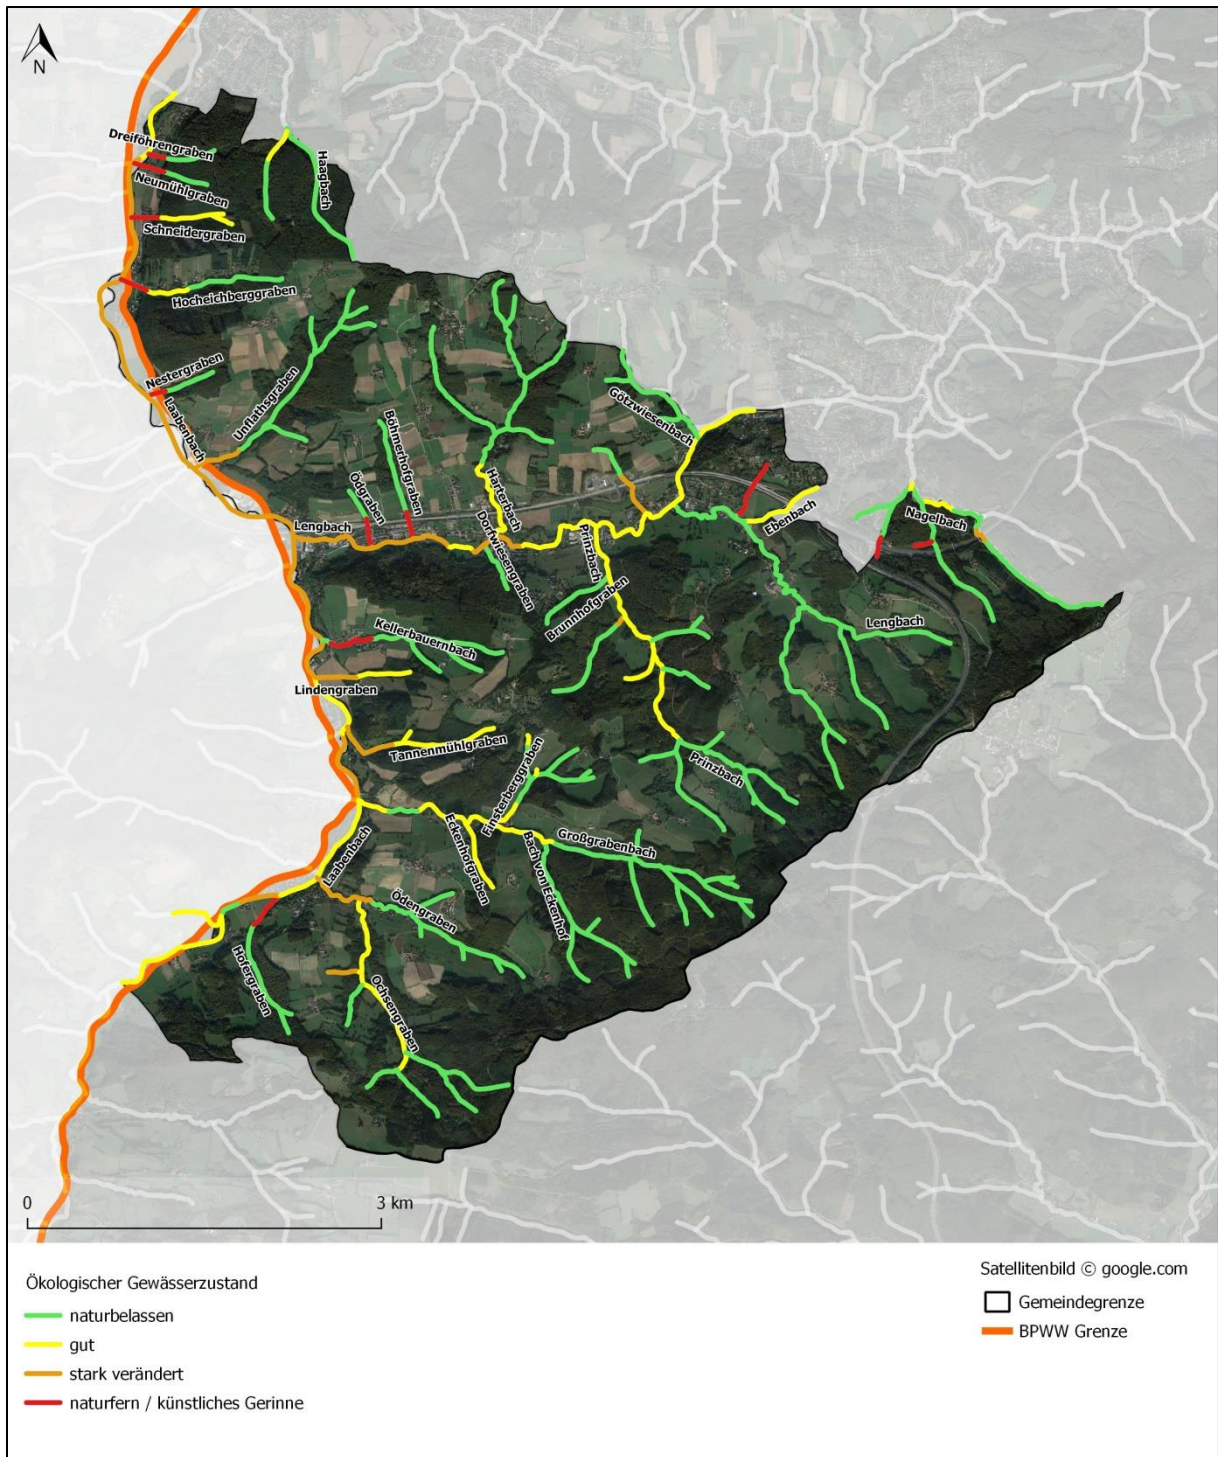 N
Dreiföhrengraben
Haagbach
Neumühlgraben
Schneidergraben
Hocheichberggraben
Nestergraben
Laabenbach
Unflathsgraben
Böhmerhofgraben
Ödgraben
Götzwiesenbach
Harterbach
Lengbach
Dorfwiesengraben
Prinzbach
Ebenbach
Nagelbach
Brunnhofgraben
Kellerbauernbach
Lengbach
Lindengraben
Tannenmühlgraben
Prinzbach
Finsterberggraben
Laabenbach
Eckenhofgraben
Großgrabenbach
Bach von Eckenhof
Ödengraben
Hofergraben
Ochsengraben
0 3 km
Ökologischer Gewässerzustand
naturbelassen
gut
stark verändert
naturfern / künstliches Gerinne
Satellitenbild © google.com
Gemeindegrenze
BPWW Grenze